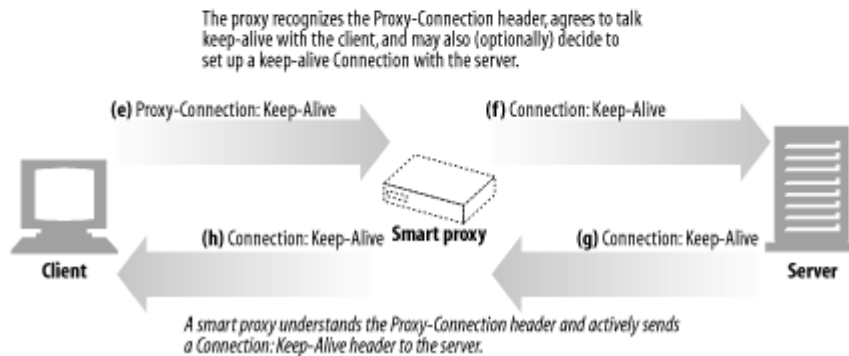 The proxy recognizes the Proxy-Connection header, agrees to talk
keep-alive with the client, and may also (optionally) decide to
set up a keep-alive Connection with the server.
(e) Proxy-Connection: Keep-Alive
(f) Connection: Keep-Alive
(h) Connection: Keep-Alive
Smart proxy
(g) Connection: Keep-Alive
Client
Server
A smart proxy understands the Proxy-Connection header and actively sends
a Connection: Keep-Alive header to the server.